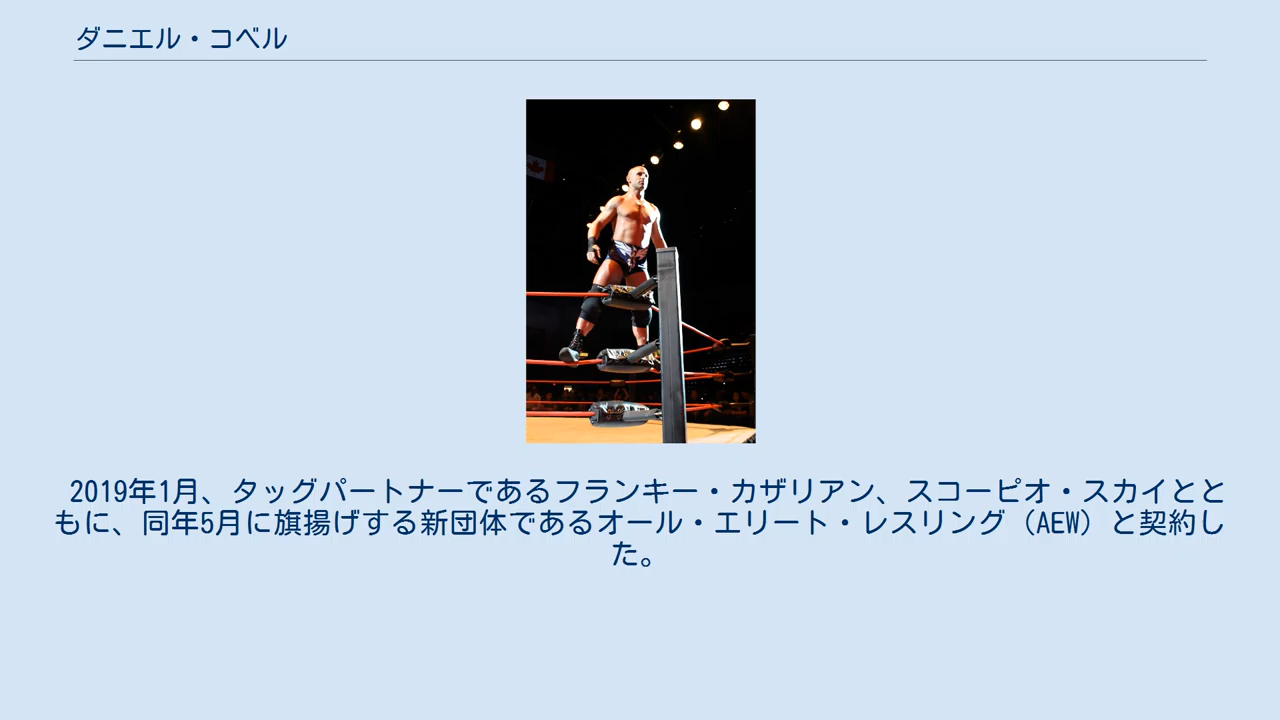 ダニエル・コベル
2019年1月、タッグパートナーであるフランキー・カザリアン、スコーピオ・スカイとと
もに、同年5月に旗揚げする新団体であるオール・エリート・レスリング（AEW）と契約し
た。